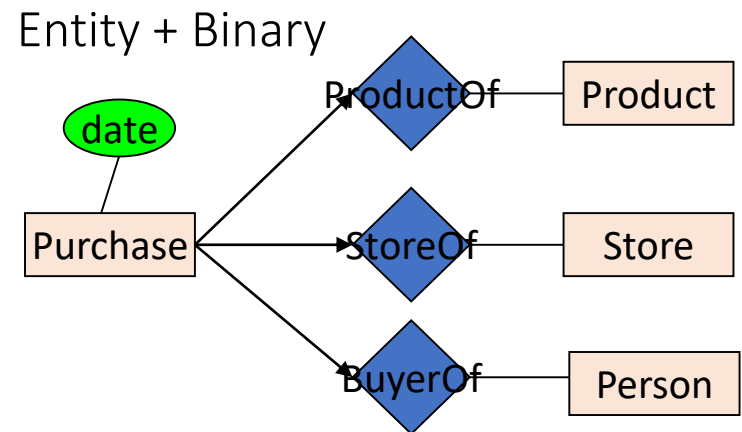 Entity + Binary
date
ProductOf
Product
Purchase
StoreOf
Store
BuyerOf
Person